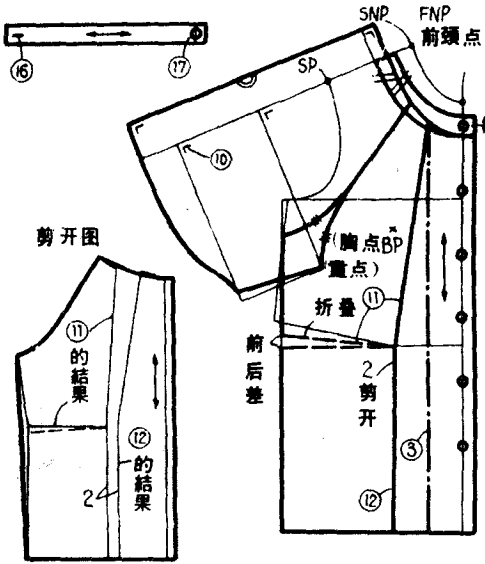 SNP
FNP
前颈点
⑯
⑰
SP
⑩
剪开图
(胸点BP
(重点)
⑪
折叠
⑪
的結果
前后差
2剪开
③
⑫
的結果
2
⑫